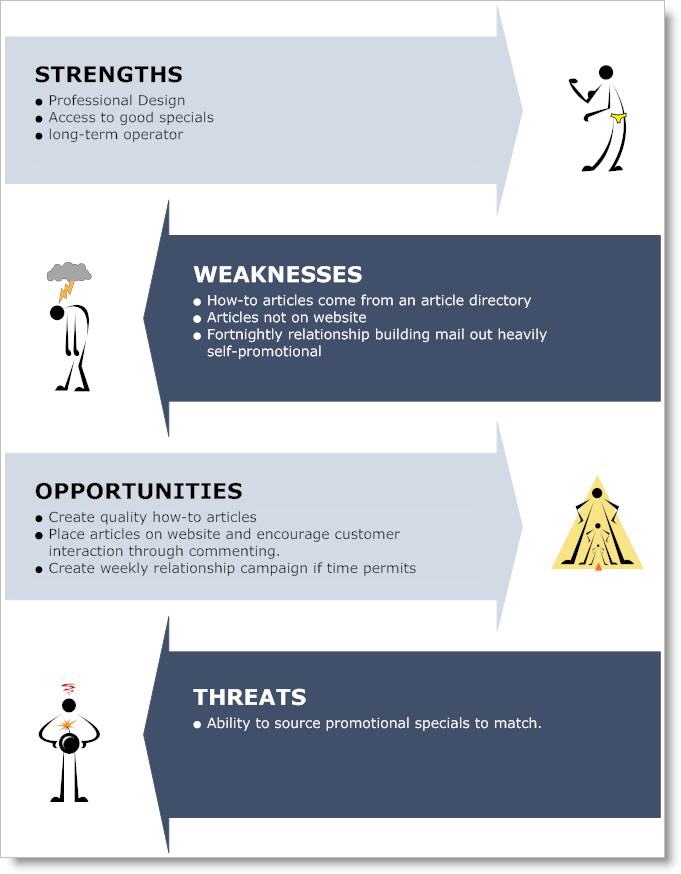 STRENGTHS
● Professional Design
● Access to good specials
● long-term operator
WEAKNESSES
● How-to articles come from an article directory
● Articles not on website
● Fortnightly relationship building mail out heavily
self-promotional
OPPORTUNITIES
● Create quality how-to articles
● Place articles on website and encourage customer
interaction through commenting.
● Create weekly relationship campaign if time permits
THREATS
● Ability to source promotional specials to match.